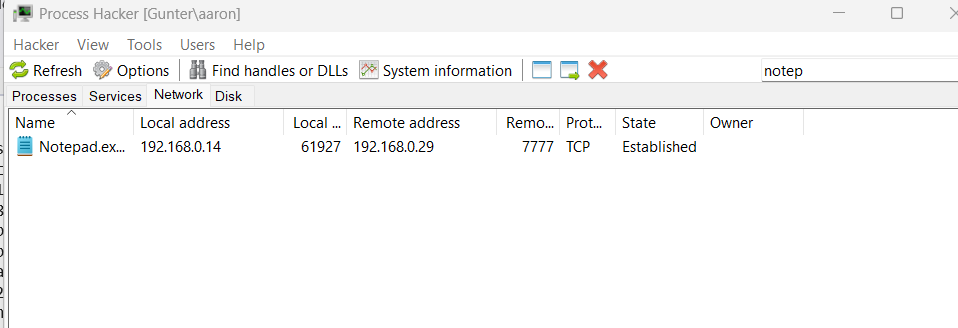 Process Hacker [Gunter\aaron]
Hacker View Tools Users Help
Refresh Options Find handles or DLLs System information notep
Processes Services Network Disk
Name Local address Local ... Remote address Remo... Prot... State Owner
Notepad.ex... 192.168.0.14 61927 192.168.0.29 7777 TCP Established